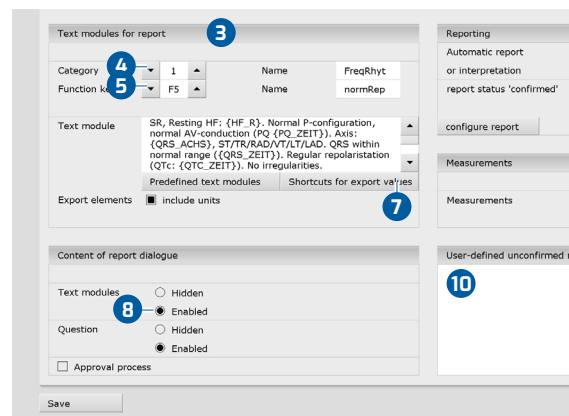 Text modules for report
3
Category
4
1
Name
FreqRhyt
Function
5
F5
Name
normRep
Text module
SR, Resting HF: {HF_R}. Normal P-configuration,
normal AV-conduction (PQ {PQ_ZEIT}). Axis:
{QRS_ACHS}, ST/TR/RAD/VT/LT/LAD. QRS within
normal range ({QRS_ZEIT}). Regular repolaristation
(QTc: {QTC_ZEIT}). No irregularities.
Predefined text modules
Shortcuts for export values
7
Export elements
include units
Content of report dialogue
Text modules
Hidden
8
Enabled
Question
Hidden
Enabled
Approval process
Save
Reporting
Automatic report
or interpretation
report status 'confirmed'
configure report
Measurements
Measurements
User-defined unconfirmed
10